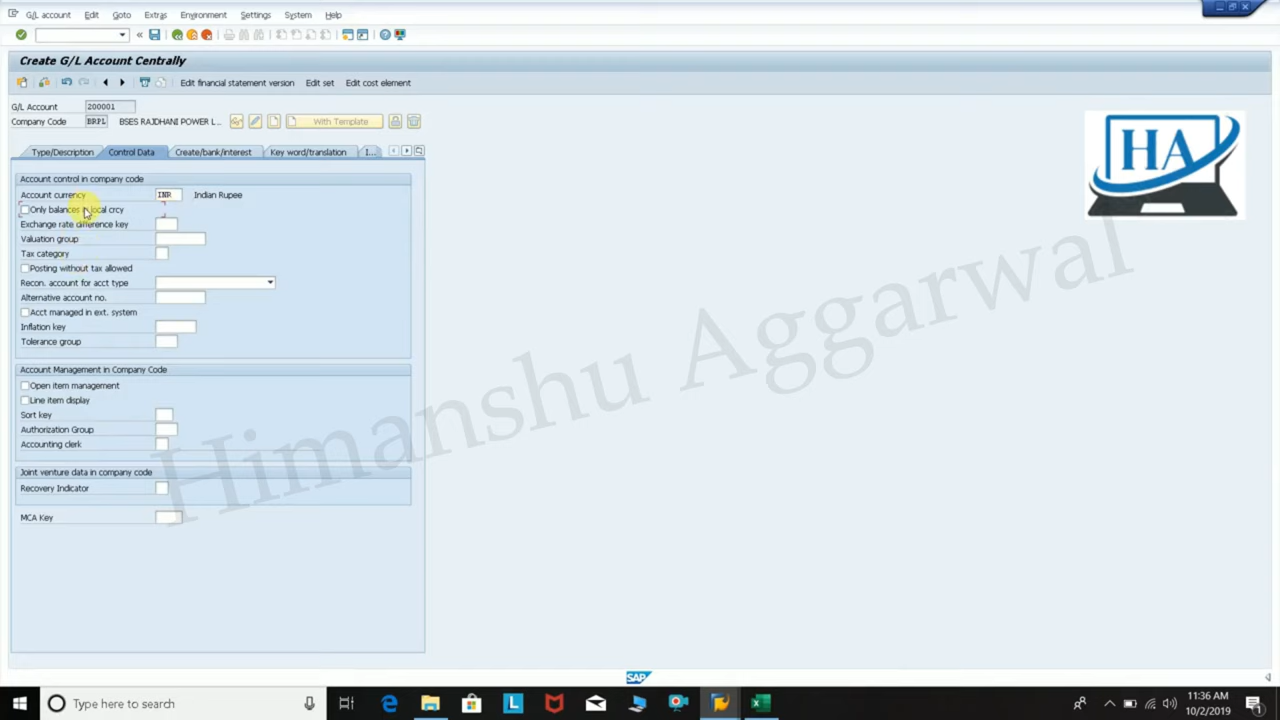 G/L account Edit Goto Extras Environment Settings System Help
Create G/L Account Centrally
Edit financial statement version Edit set Edit cost element
G/L Account 200001
Company Code BRPL BSES RAJDHANI POWER L... With Template
Type/Description Control Data Create/bank/interest Key word/translation I...
Account control in company code
Account currency INR Indian Rupee
Only balances in local crcy
Exchange rate difference key
Valuation group
Tax category
Posting without tax allowed
Recon. account for acct type
Alternative account no.
Acct managed in ext. system
Inflation key
Tolerance group
Account Management in Company Code
Open item management
Line item display
Sort key
Authorization Group
Accounting clerk
Joint venture data in company code
Recovery Indicator
MCA Key
HA
Himanshu Aggarwal
SAP
Type here to search
11:36 AM
10/2/2019